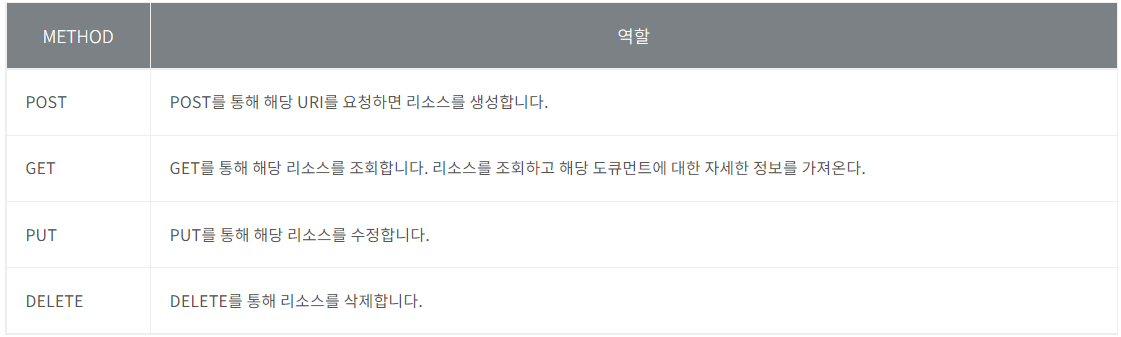 METHOD 역할
POST POST를 통해 해당 URI를 요청하면 리소스를 생성합니다.
GET GET를 통해 해당 리소스를 조회합니다. 리소스를 조회하고 해당 도큐먼트에 대한 자세한 정보를 가져온다.
PUT PUT를 통해 해당 리소스를 수정합니다.
DELETE DELETE를 통해 리소스를 삭제합니다.